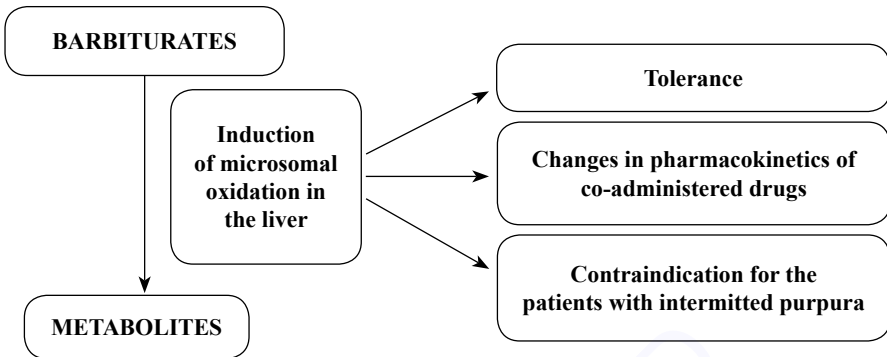 BARBITURATES
Induction
of microsomal
oxidation in
the liver
METABOLITES
Tolerance
Changes in pharmacokinetics of
co-administered drugs
Contraindication for the
patients with intermitted purpura